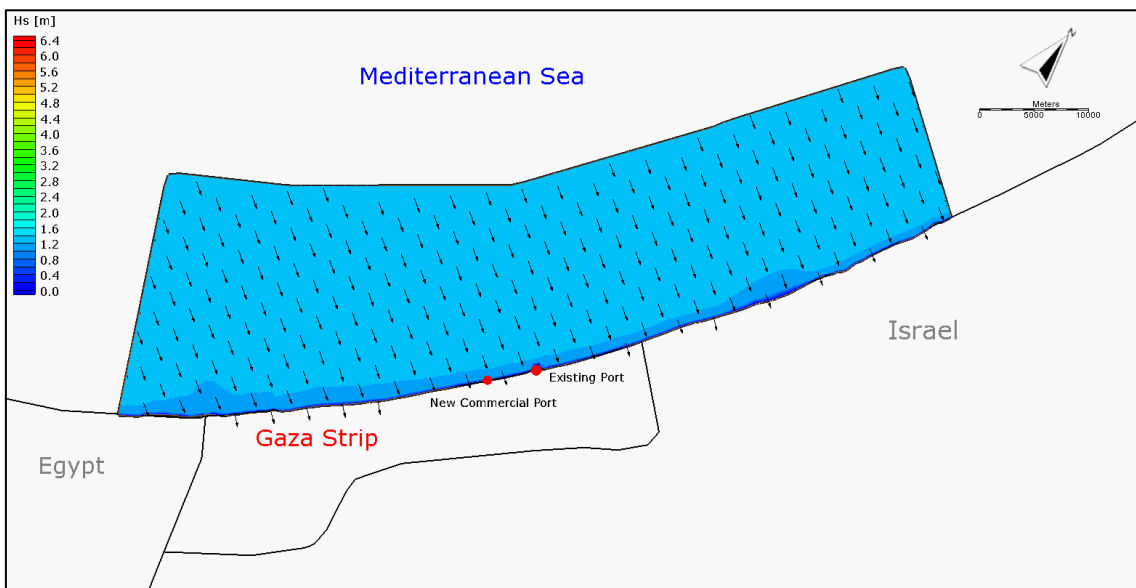 Hs [m]
6.4
6.0
5.6
5.2
4.8
4.4
4.0
3.6
3.2
2.8
2.4
2.0
1.6
1.2
0.8
0.4
0.0
Mediterranean Sea
N
Meters
0 5000 10000
Israel
Existing Port
New Commercial Port
Gaza Strip
Egypt